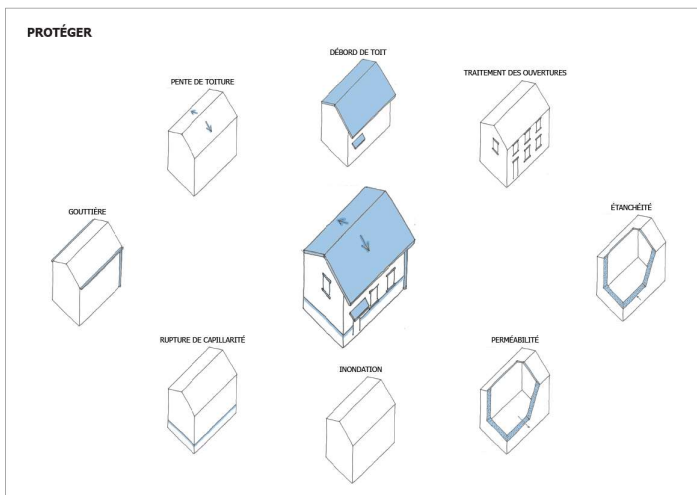 PROTÉGER
DÉBORD DE TOIT
PENTE DE TOITURE
TRAITEMENT DES OUVERTURES
GOUTTIÈRE
ÉTANCHÉITÉ
RUPTURE DE CAPILLARITÉ
INONDATION
PERMÉABILITÉ